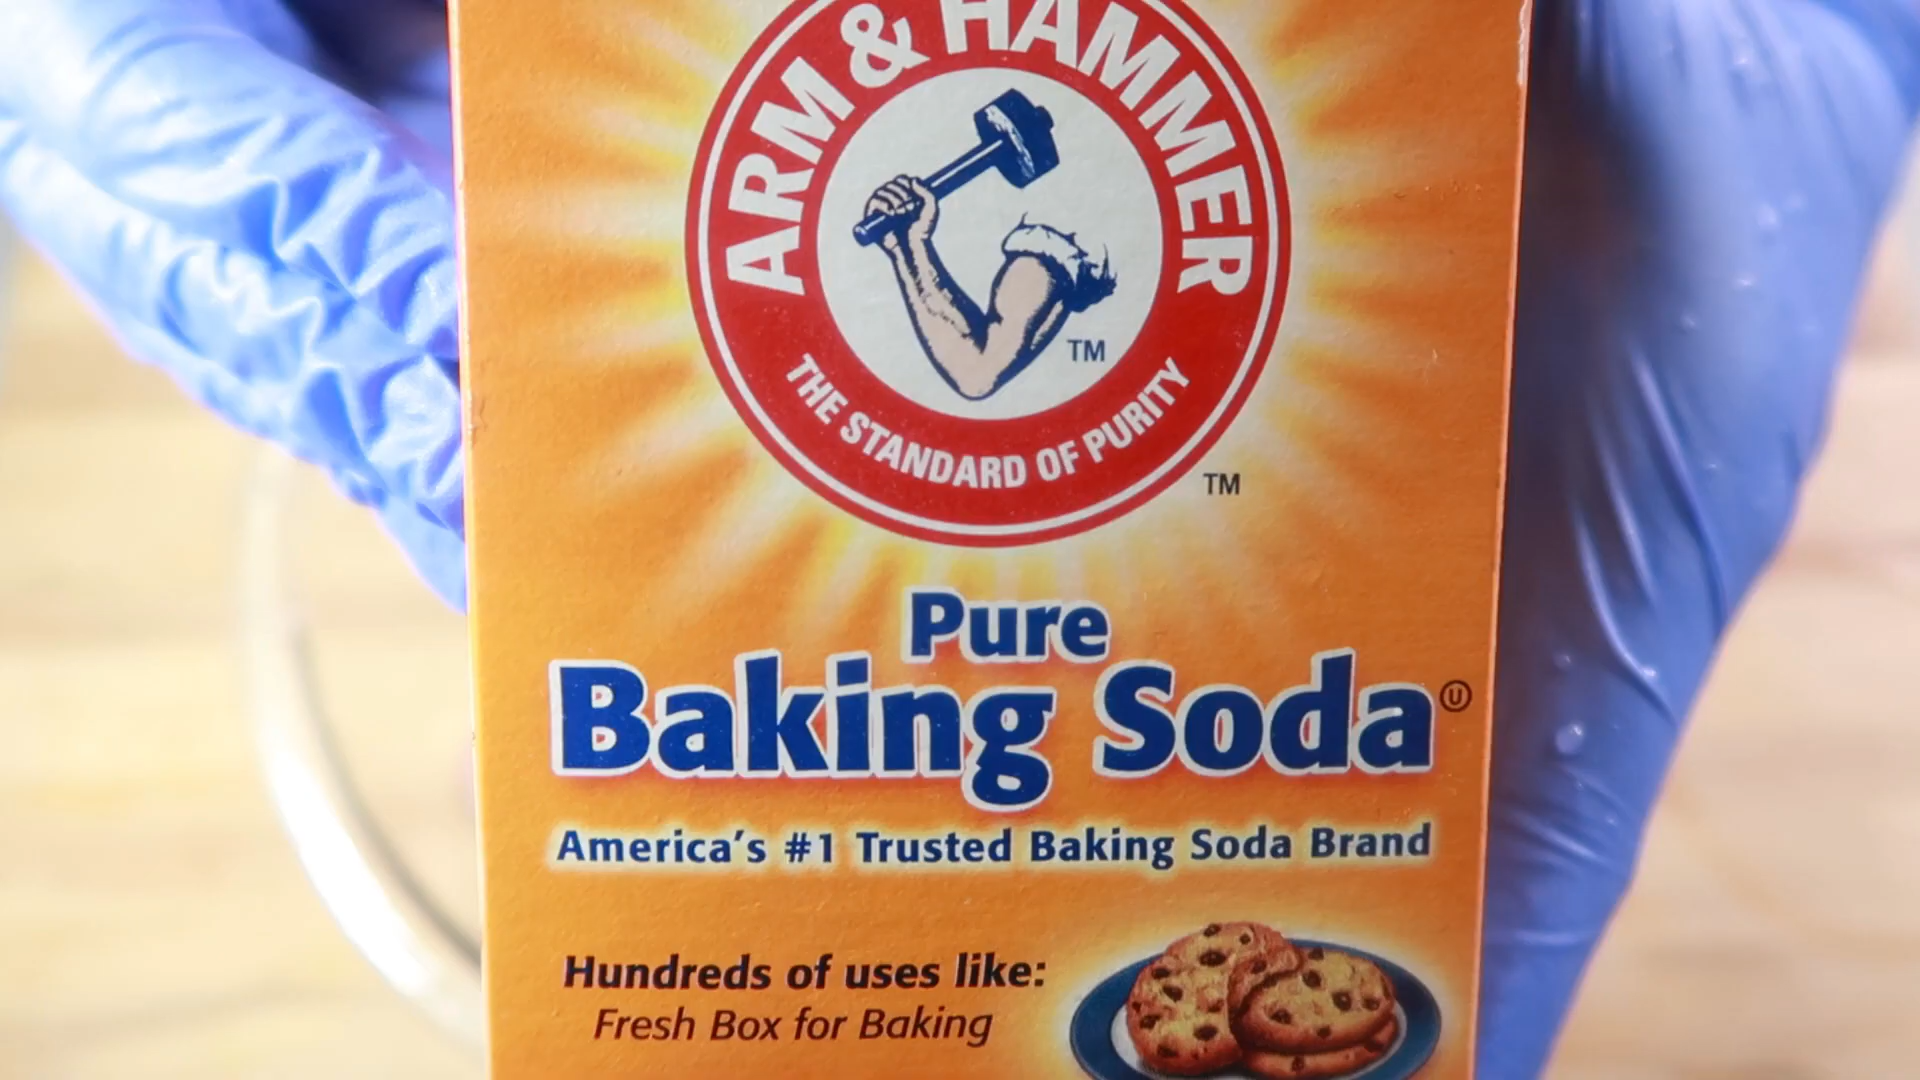 ARM & HAMMER
TM
THE STANDARD OF PURITY
TM
Pure
Baking Soda Ⓤ
America's #1 Trusted Baking Soda Brand
Hundreds of uses like:
Fresh Box for Baking